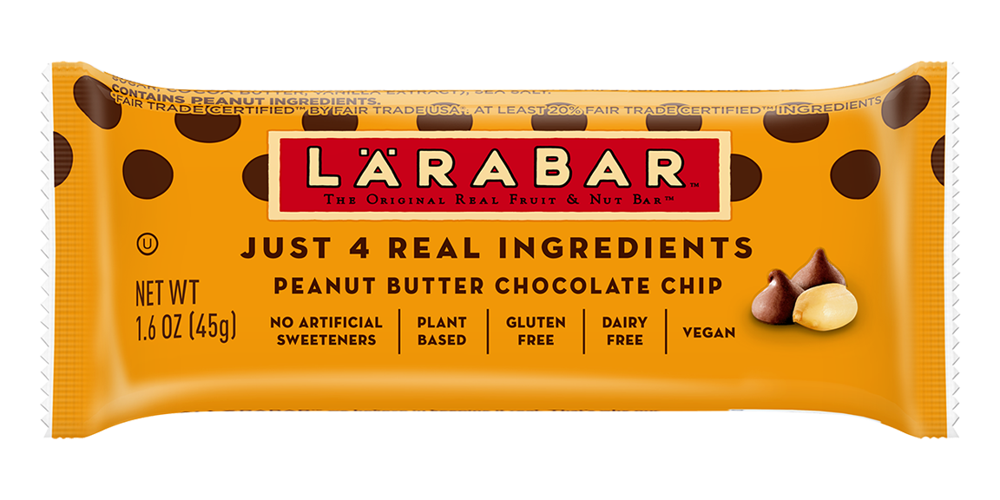 SUGAR, COCOA BUTTER, VANILLA EXTRACT), SEA SALT.
CONTAINS PEANUT INGREDIENTS.
*FAIR TRADE CERTIFIED™ BY FAIR TRADE USA. AT LEAST 20% FAIR TRADE CERTIFIED™ INGREDIENTS
LÄRABAR™
THE ORIGINAL REAL FRUIT & NUT BAR™
U
JUST 4 REAL INGREDIENTS
PEANUT BUTTER CHOCOLATE CHIP
NET WT
1.6 OZ (45g)
NO ARTIFICIAL
SWEETENERS
PLANT
BASED
GLUTEN
FREE
DAIRY
FREE
VEGAN